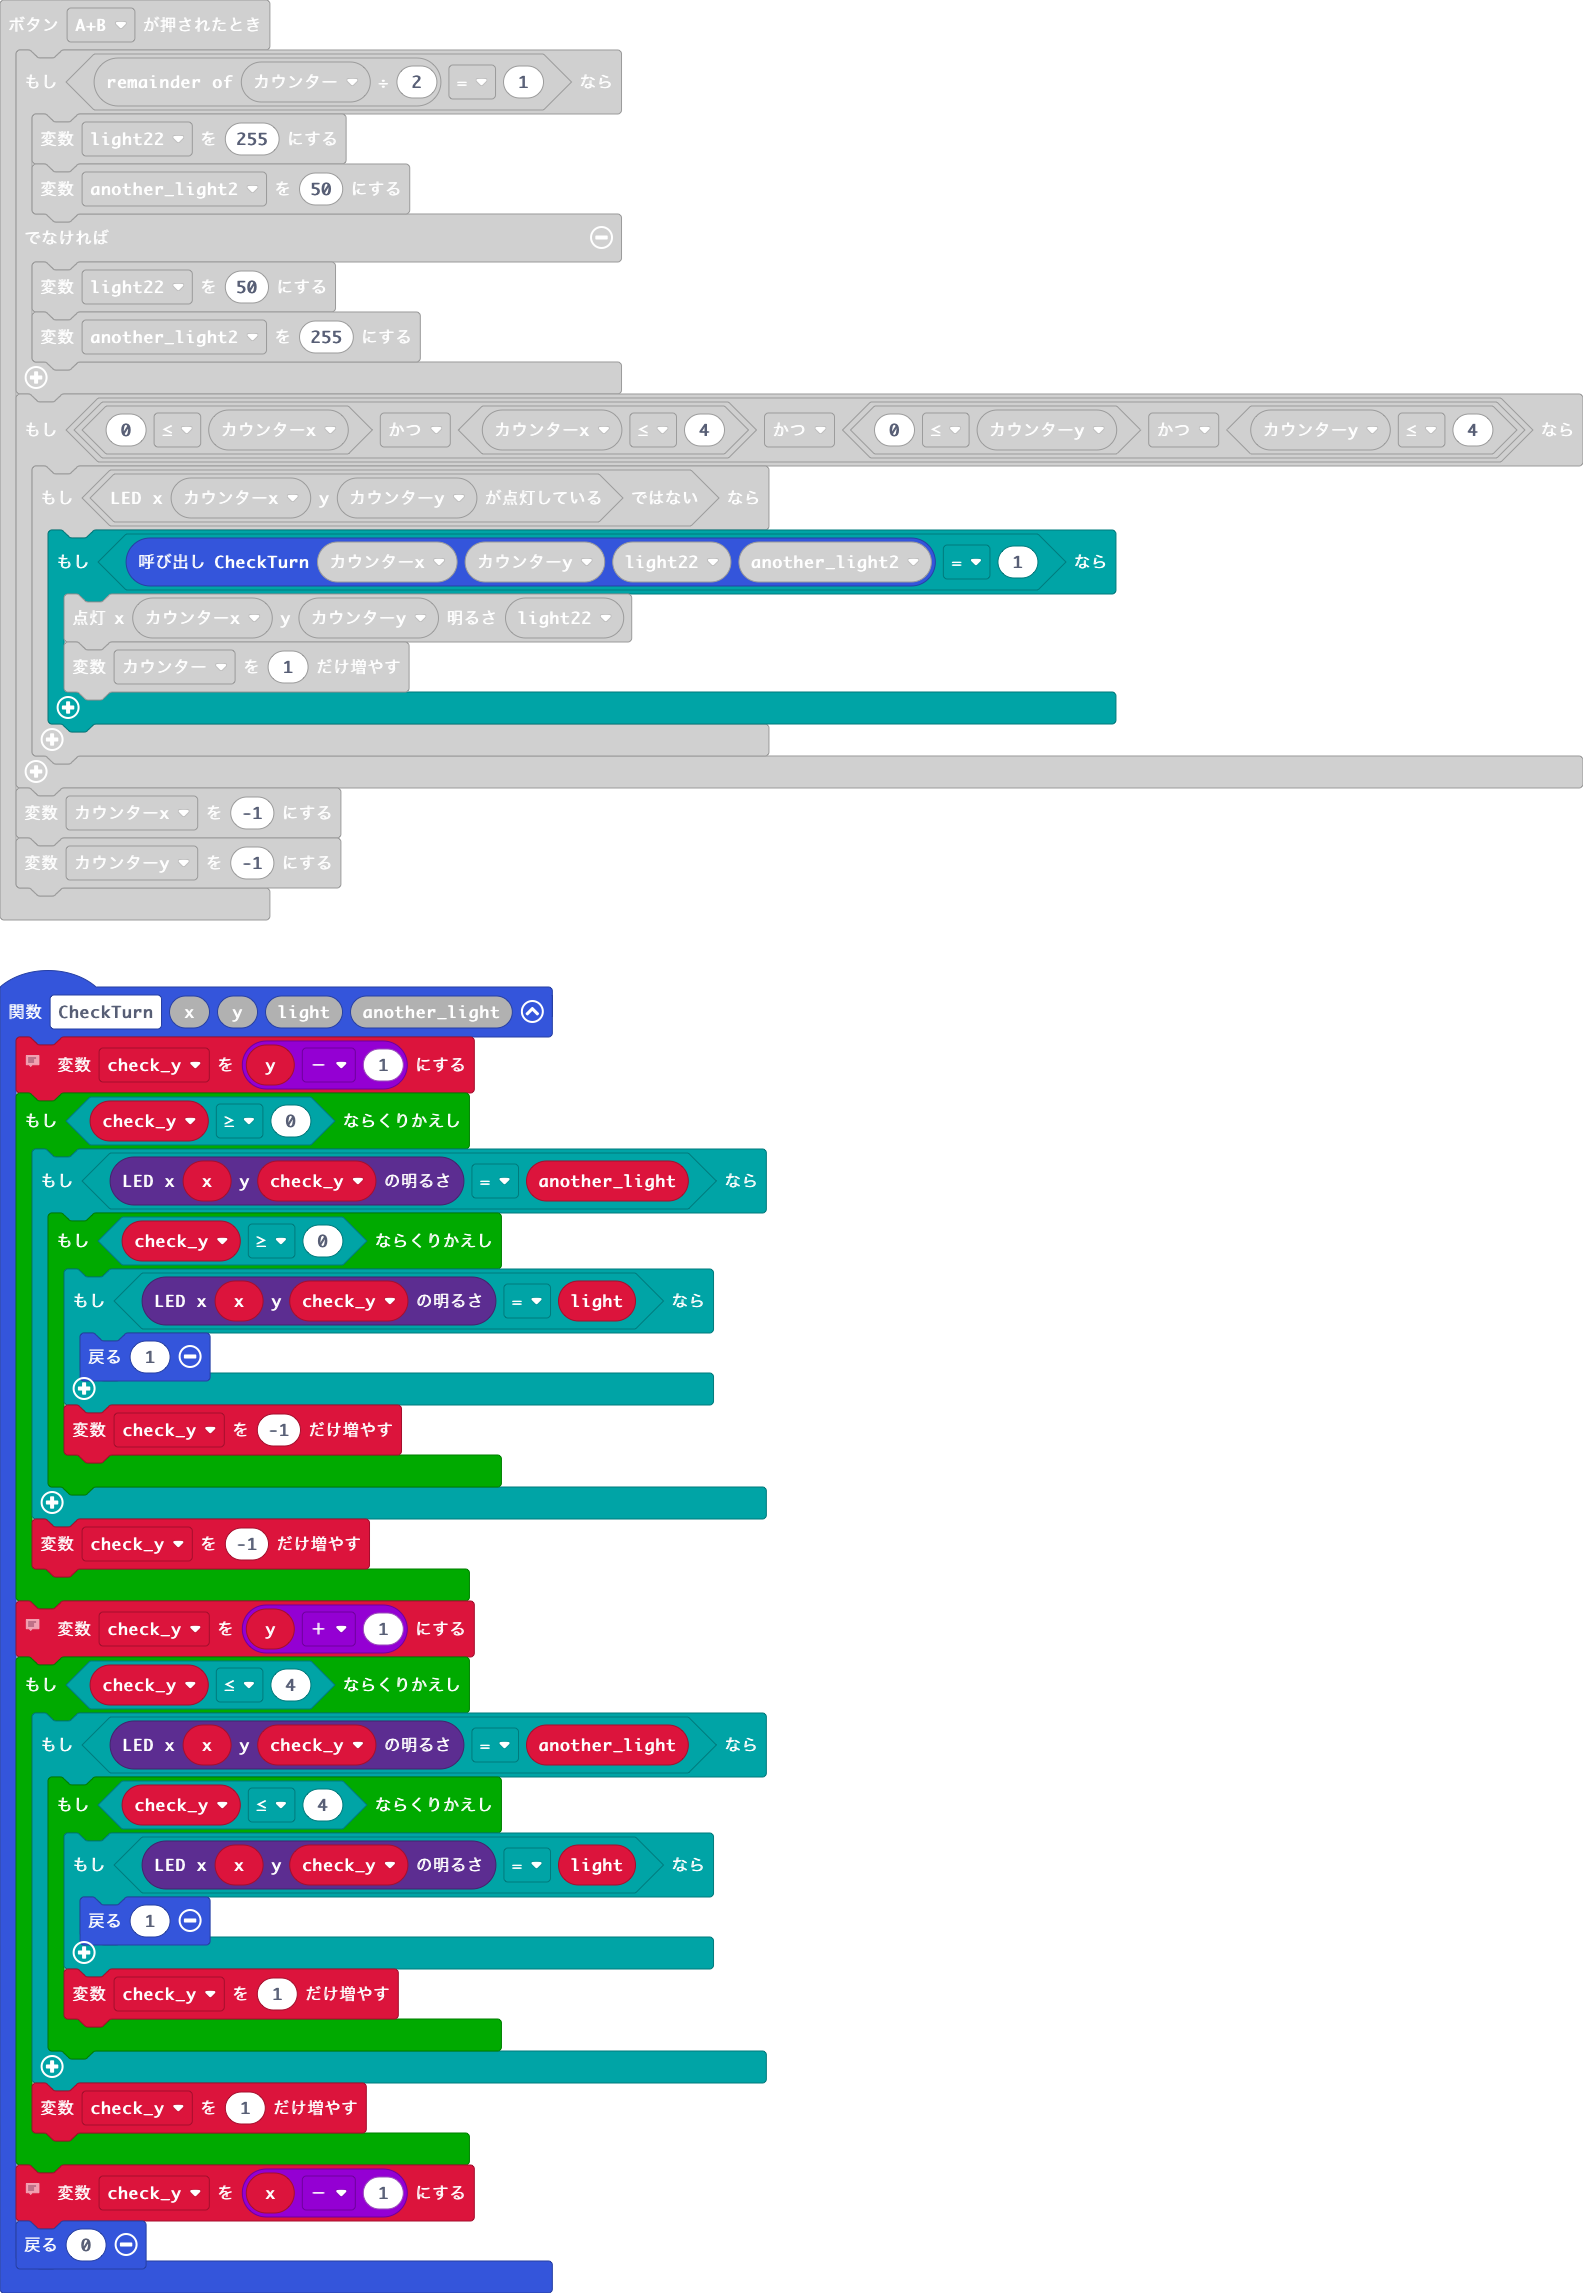 ボタン A+B が押されたとき
もし remainder of カウンター ÷ 2 = 1 なら
変数 light22 を 255 にする
変数 another_light2 を 50 にする
でなければ
変数 light22 を 50 にする
変数 another_light2 を 255 にする
もし 0 ≤ カウンターx かつ カウンターx ≤ 4 かつ 0 ≤ カウンターy かつ カウンターy ≤ 4 なら
もし LED x カウンターx y カウンターy が点灯している ではない なら
もし 呼び出し CheckTurn カウンターx カウンターy light22 another_light2 = 1 なら
点灯 x カウンターx y カウンターy 明るさ light22
変数 カウンター を 1 だけ増やす
変数 カウンターx を -1 にする
変数 カウンターy を -1 にする
関数 CheckTurn x y light another_light
変数 check_y を y - 1 にする
もし check_y ≥ 0 ならくりかえし
もし LED x x y check_y の明るさ = another_light なら
もし check_y ≥ 0 ならくりかえし
もし LED x x y check_y の明るさ = light なら
戻る 1
変数 check_y を -1 だけ増やす
変数 check_y を -1 だけ増やす
変数 check_y を y + 1 にする
もし check_y ≤ 4 ならくりかえし
もし LED x x y check_y の明るさ = another_light なら
もし check_y ≤ 4 ならくりかえし
もし LED x x y check_y の明るさ = light なら
戻る 1
変数 check_y を 1 だけ増やす
変数 check_y を 1 だけ増やす
変数 check_y を x - 1 にする
戻る 0